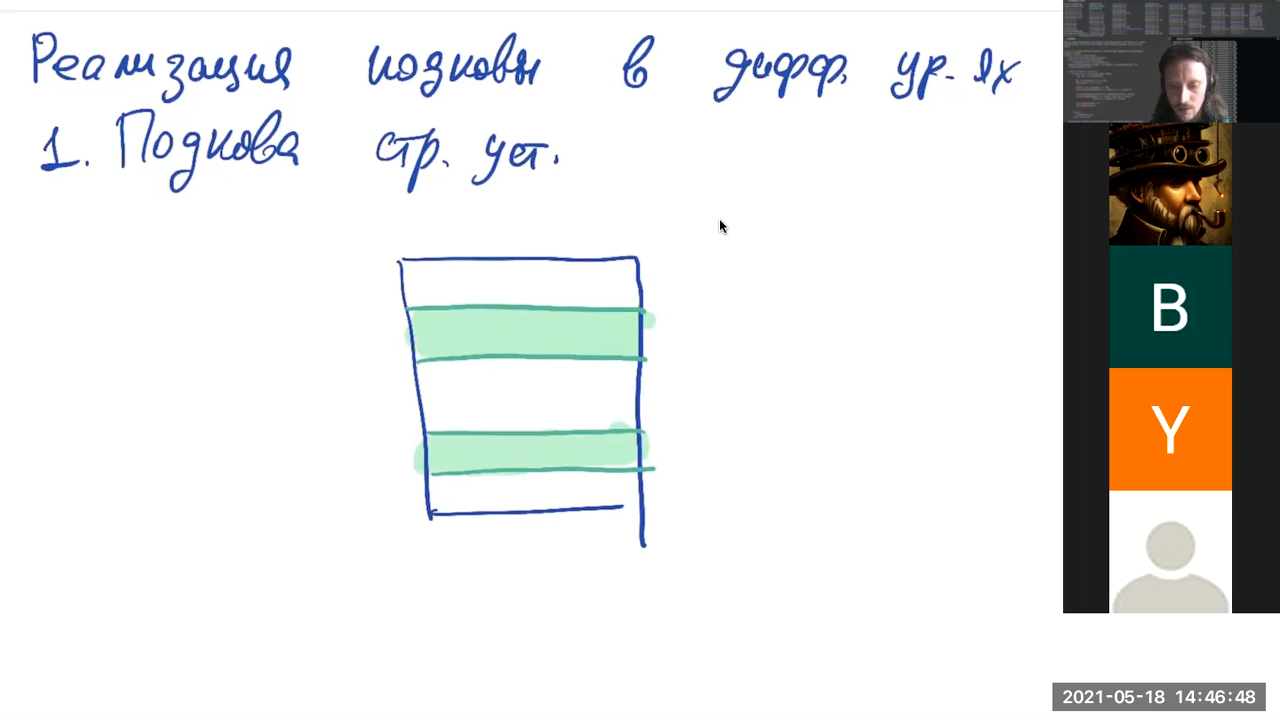 Реализация подковы в дифф. ур-ях
1. Подкова стр. уст.
B
Y
2021-05-18 14:46:48